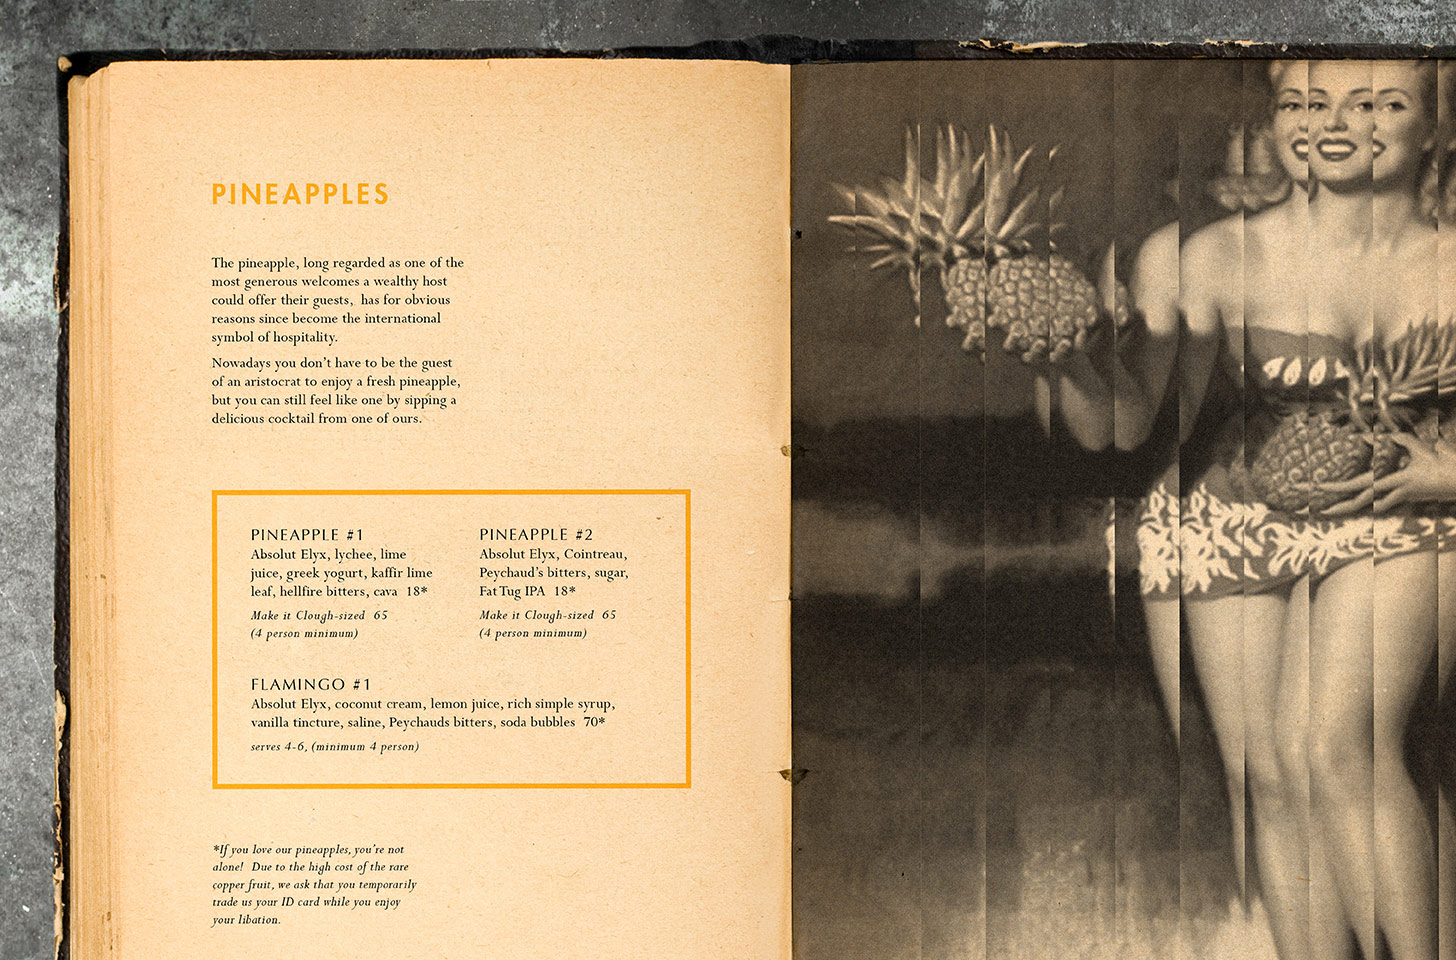 PINEAPPLES
The pineapple, long regarded as one of the
most generous welcomes a wealthy host
could offer their guests,  has for obvious
reasons since become the international
symbol of hospitality.
Nowadays you don't have to be the guest
of an aristocrat to enjoy a fresh pineapple,
but you can still feel like one by sipping a
delicious cocktail from one of ours.
PINEAPPLE #1
Absolut Elyx, lychee, lime
juice, greek yogurt, kaffir lime
leaf, hellfire bitters, cava  18*
Make it Clough-sized  65
(4 person minimum)
PINEAPPLE #2
Absolut Elyx, Cointreau,
Peychaud's bitters, sugar,
Fat Tug IPA  18*
Make it Clough-sized  65
(4 person minimum)
FLAMINGO #1
Absolut Elyx, coconut cream, lemon juice, rich simple syrup,
vanilla tincture, saline, Peychauds bitters, soda bubbles  70*
serves 4-6, (minimum 4 person)
*If you love our pineapples, you're not
alone!  Due to the high cost of the rare
copper fruit, we ask that you temporarily
trade us your ID card while you enjoy
your libation.